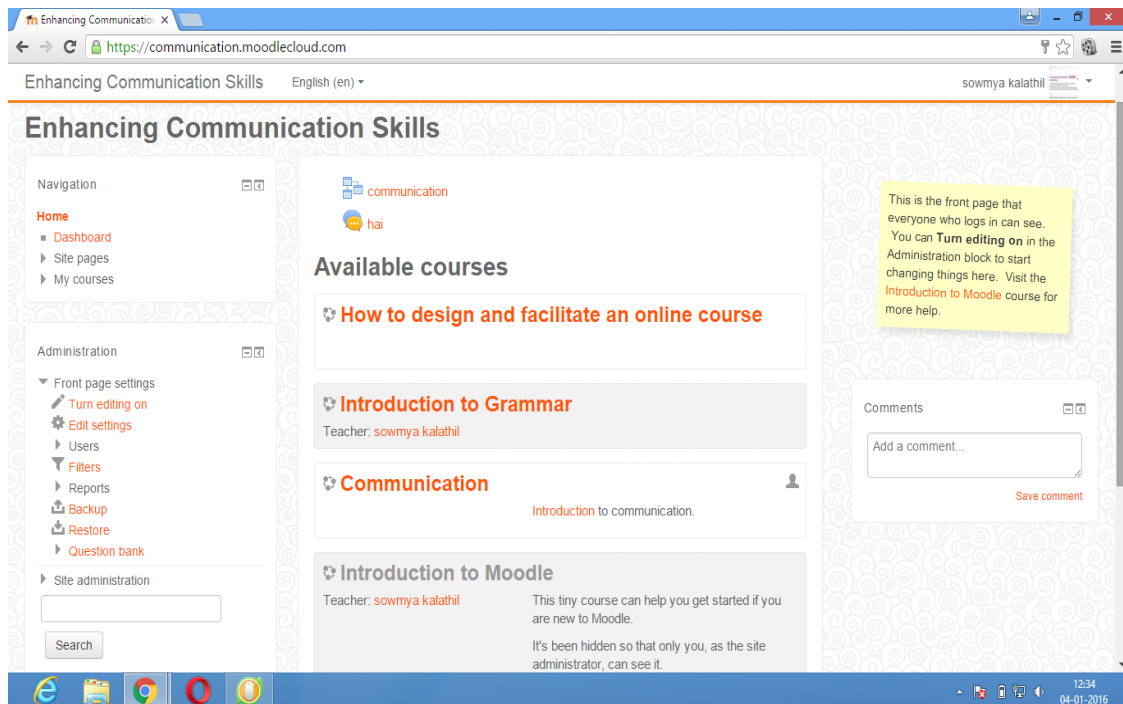 Enhancing Communication
https://communication.moodlecloud.com
Enhancing Communication Skills English (en)
sowmya kalathil
Enhancing Communication Skills
Navigation
Home
Dashboard
Site pages
My courses
Administration
Front page settings
Turn editing on
Edit settings
Users
Filters
Reports
Backup
Restore
Question bank
Site administration
Search
communication
hai
Available courses
How to design and facilitate an online course
Introduction to Grammar
Teacher: sowmya kalathil
Communication
Introduction to communication.
Introduction to Moodle
Teacher: sowmya kalathil
This tiny course can help you get started if you
are new to Moodle.
It's been hidden so that only you, as the site
administrator, can see it.
This is the front page that
everyone who logs in can see.
You can Turn editing on in the
Administration block to start
changing things here. Visit the
Introduction to Moodle course for
more help.
Comments
Add a comment...
Save comment
12:34
04-01-2016